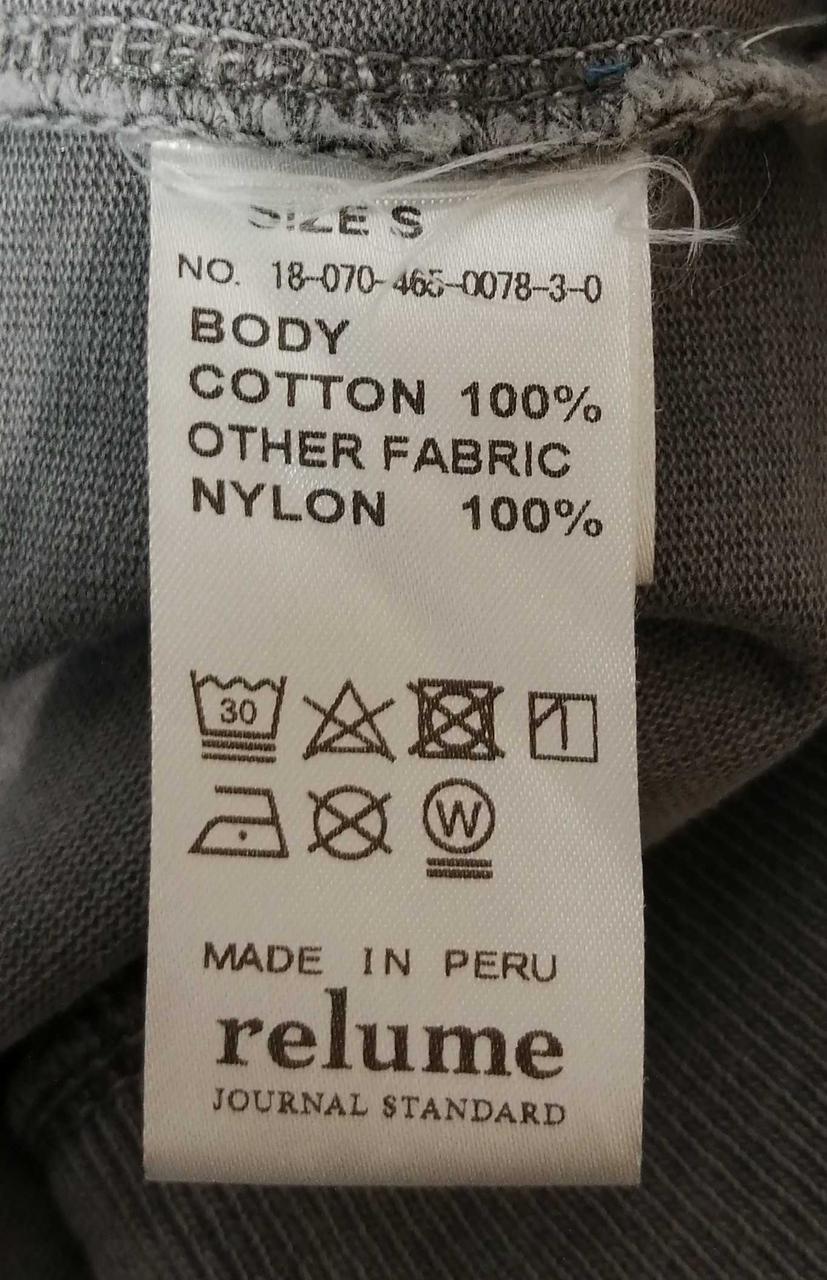 SIZE S
NO. 18-070-465-0078-3-0
BODY
COTTON 100%
OTHER FABRIC
NYLON 100%
30
W
MADE IN PERU
relume
JOURNAL STANDARD